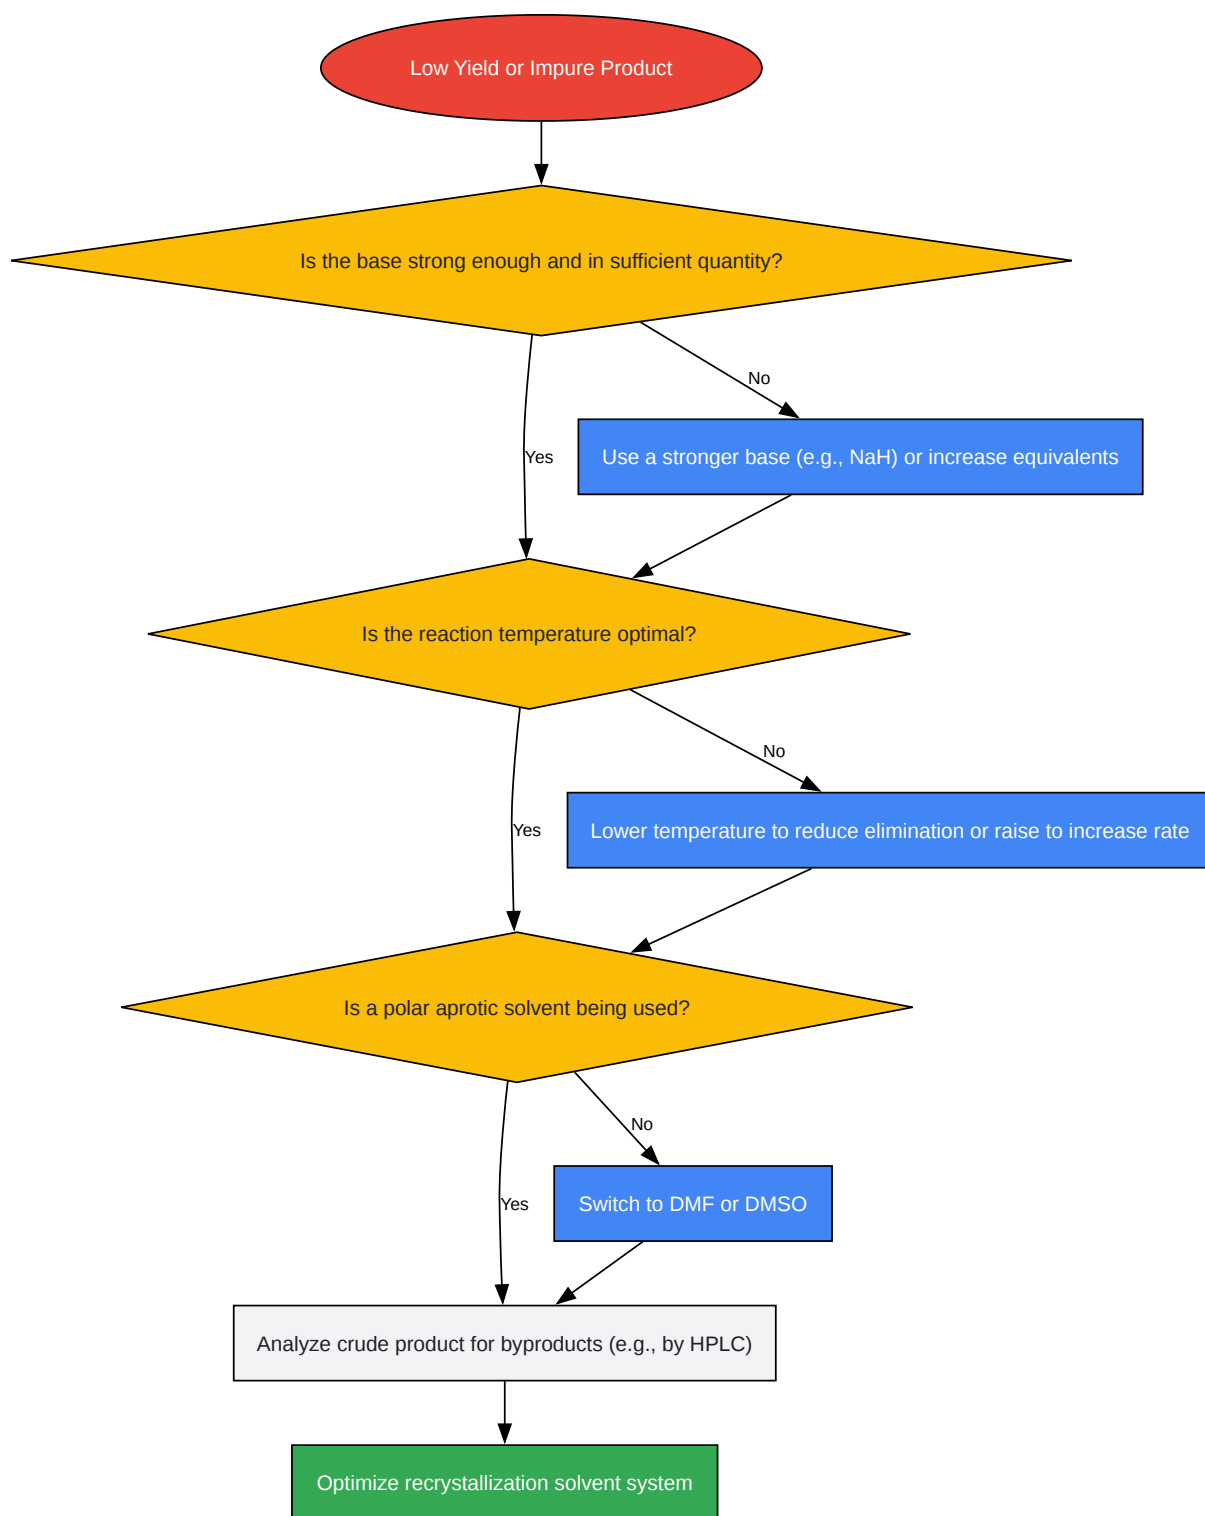 Low Yield or Impure Product
Is the base strong enough and in sufficient quantity?
No
Yes
Use a stronger base (e.g., NaH) or increase equivalents
Is the reaction temperature optimal?
No
Yes
Lower temperature to reduce elimination or raise to increase rate
Is a polar aprotic solvent being used?
No
Yes
Switch to DMF or DMSO
Analyze crude product for byproducts (e.g., by HPLC)
Optimize recrystallization solvent system